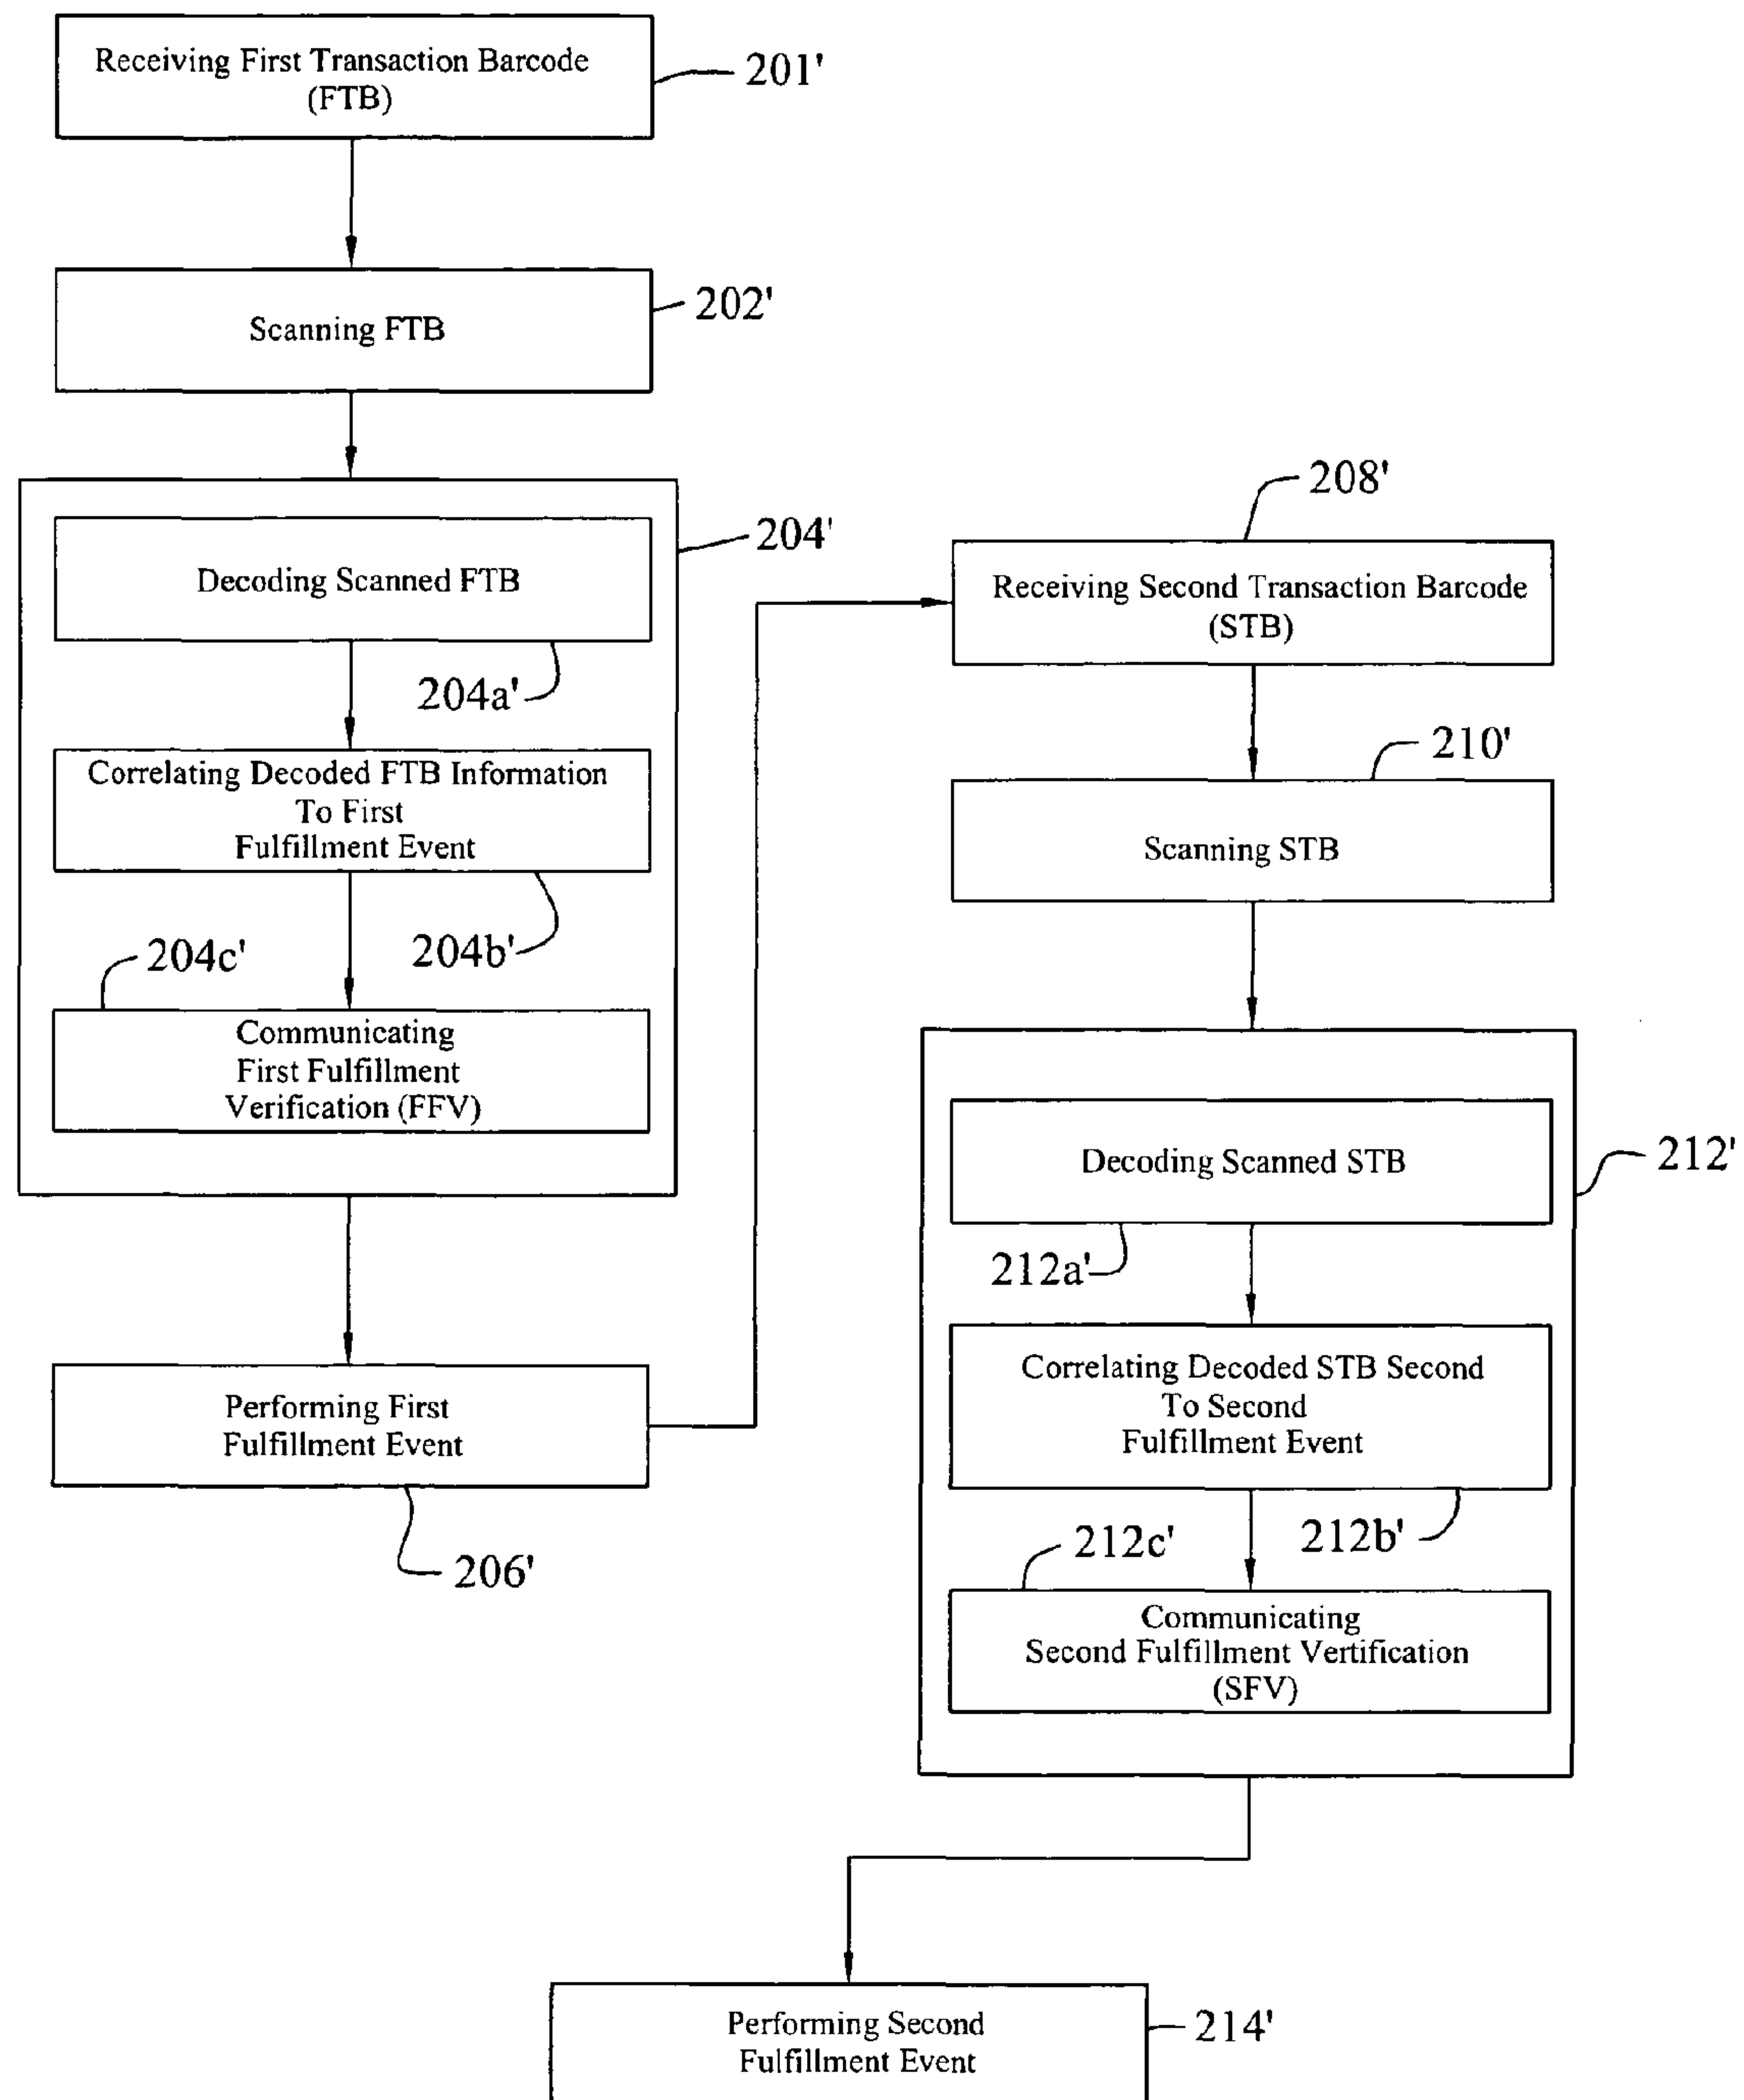 Receiving First Transaction Barcode
(FTB)
201'
Scanning FTB
202'
204'
Decoding Scanned FTB
204a'
Correlating Decoded FTB Information
To First
Fulfillment Event
204b'
204c'
Communicating
First Fulfillment
Verification (FFV)
Performing First
Fulfillment Event
206'
208'
Receiving Second Transaction Barcode
(STB)
210'
Scanning STB
212'
Decoding Scanned STB
212a'
Correlating Decoded STB Second
To Second
Fulfillment Event
212b'
212c'
Communicating
Second Fulfillment Vertification
(SFV)
Performing Second
Fulfillment Event
214'